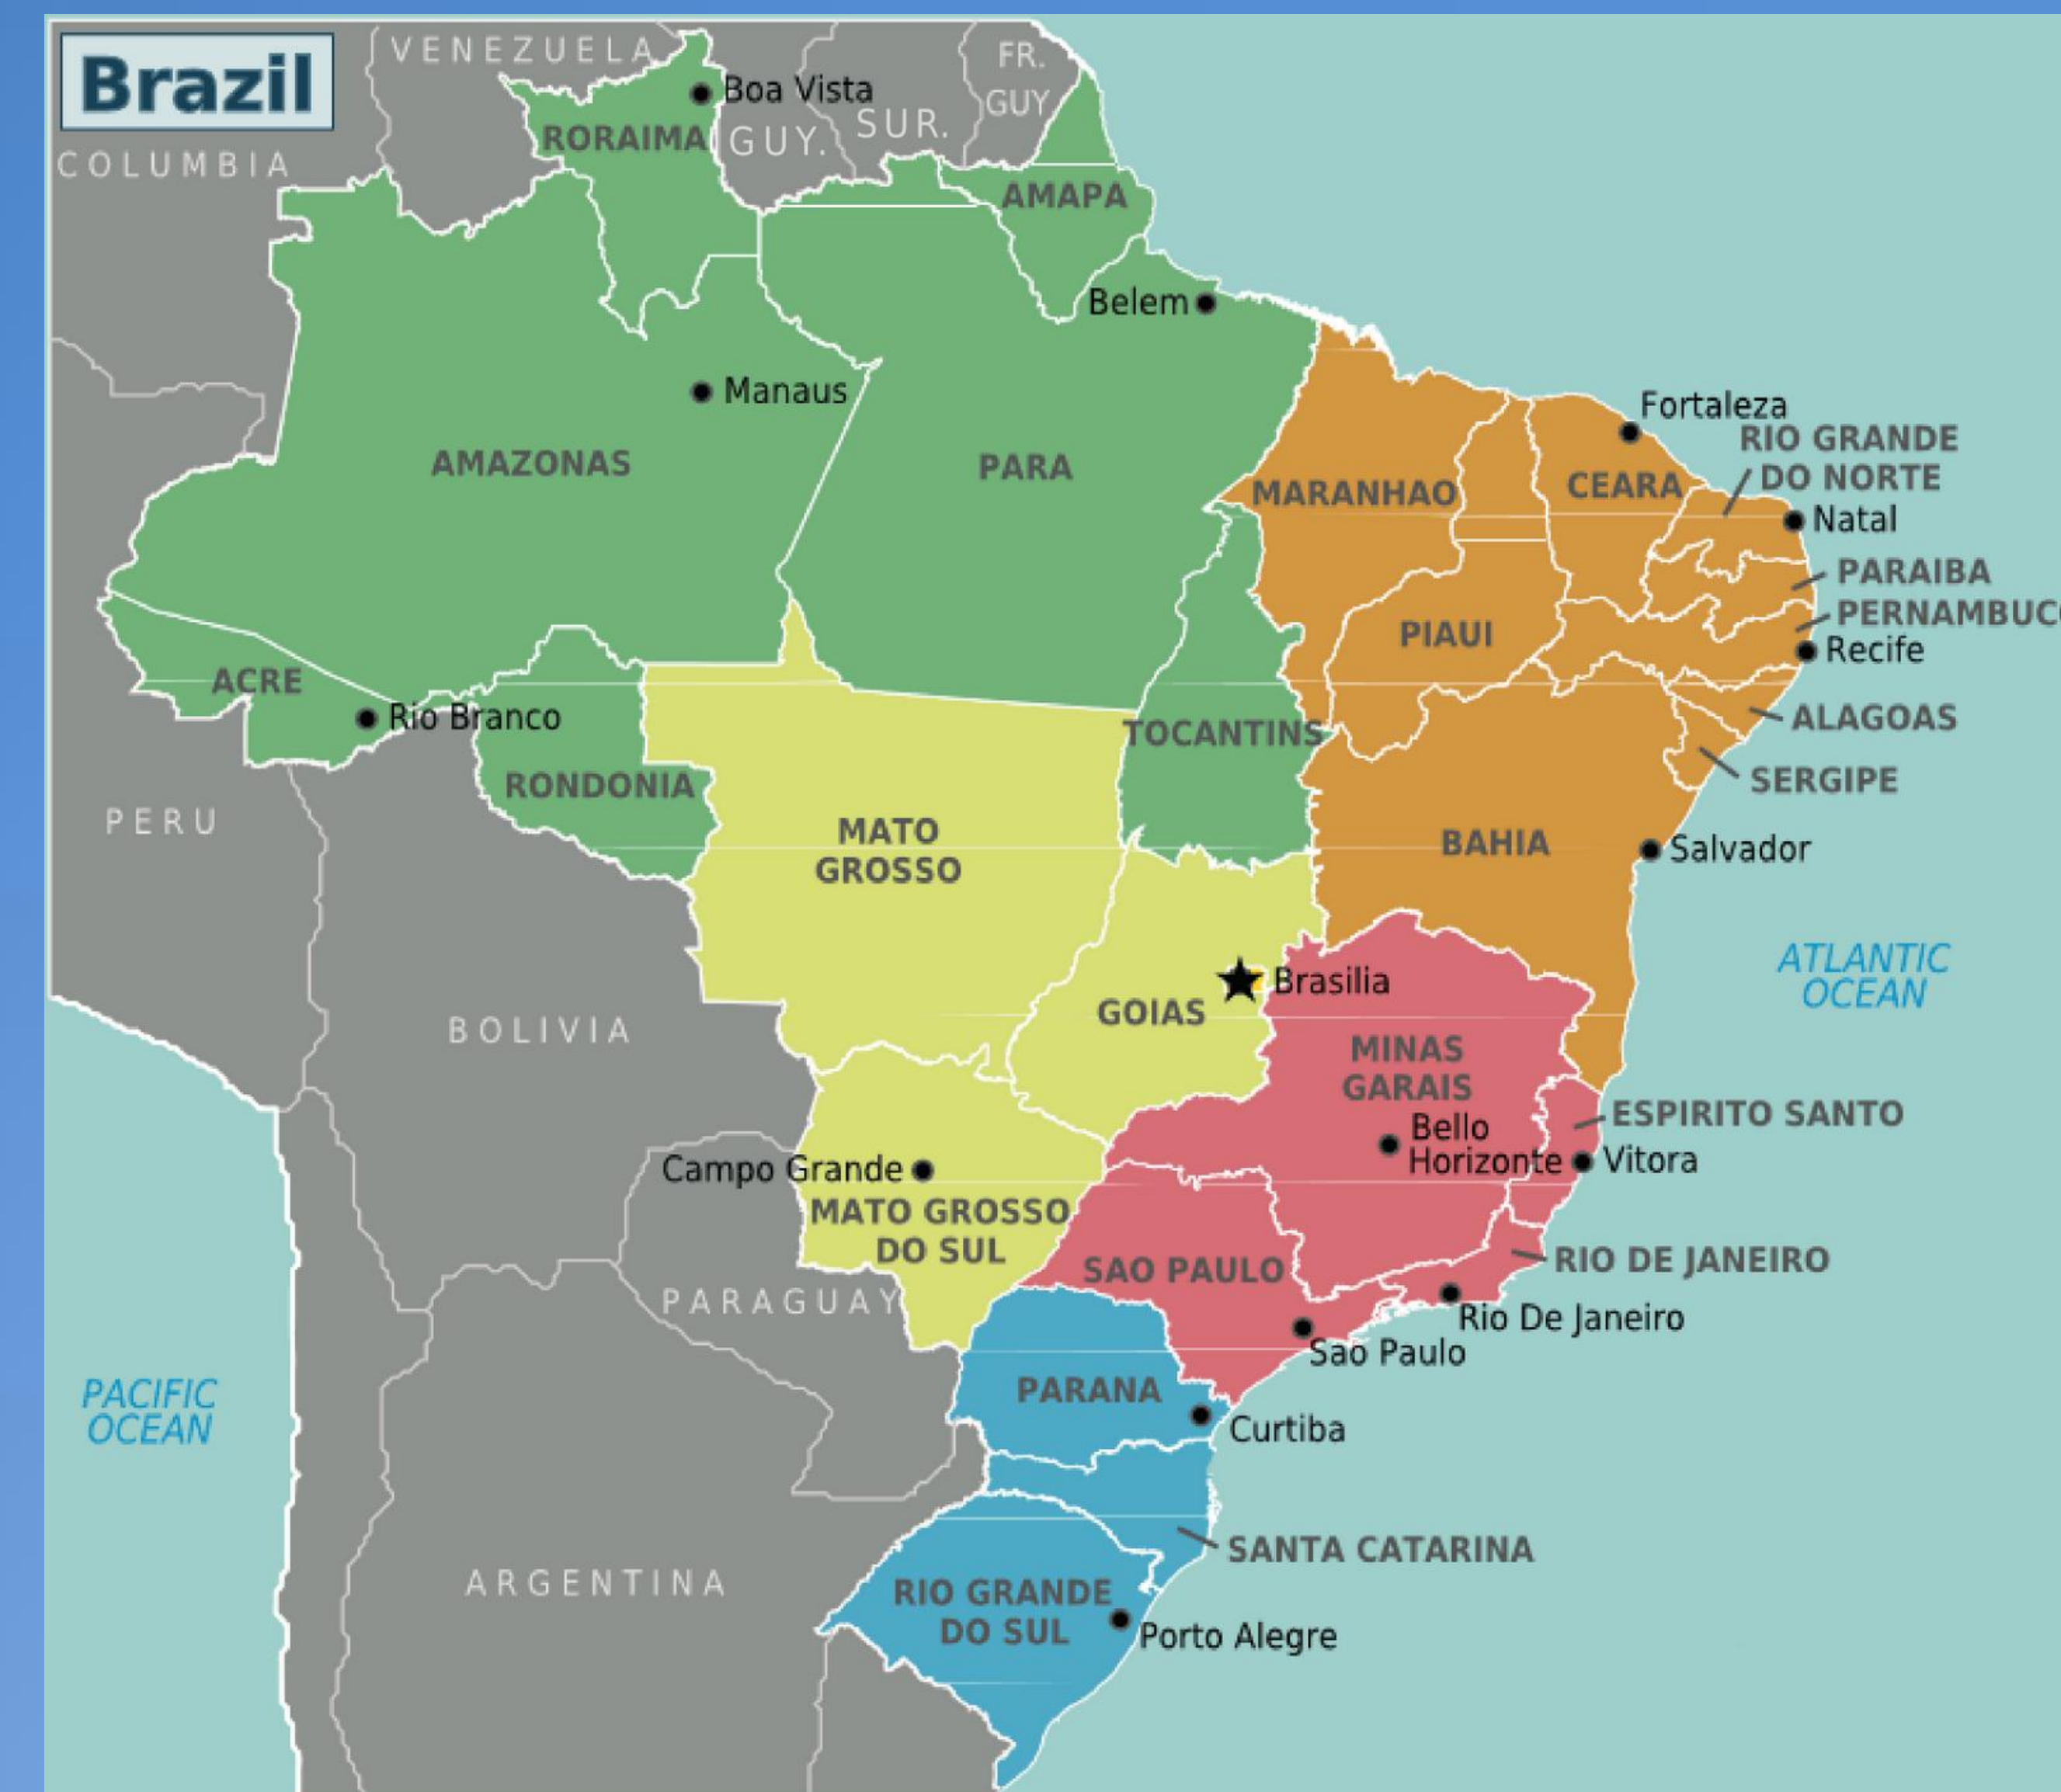 Brazil
VENEZUELA
FR.
GUY
Boa Vista
SUR.
RORAIMA
GUY.
COLUMBIA
AMAPA
Belem
Manaus
Fortaleza
RIO GRANDE
DO NORTE
AMAZONAS
PARA
MARANHAO
CEARA
Natal
PARAIBA
PERNAMBUCO
PIAUI
Recife
ACRE
Rio Branco
ALAGOAS
TOCANTINS
SERGIPE
RONDONIA
PERU
MATO
GROSSO
BAHIA
Salvador
ATLANTIC
OCEAN
Brasilia
GOIAS
BOLIVIA
MINAS
GARAIS
ESPIRITO SANTO
Bello
Horizonte
Vitora
Campo Grande
MATO GROSSO
DO SUL
SAO PAULO
RIO DE JANEIRO
PARAGUAY
Rio De Janeiro
Sao Paulo
PACIFIC
OCEAN
PARANA
Curtiba
SANTA CATARINA
ARGENTINA
RIO GRANDE
DO SUL
Porto Alegre